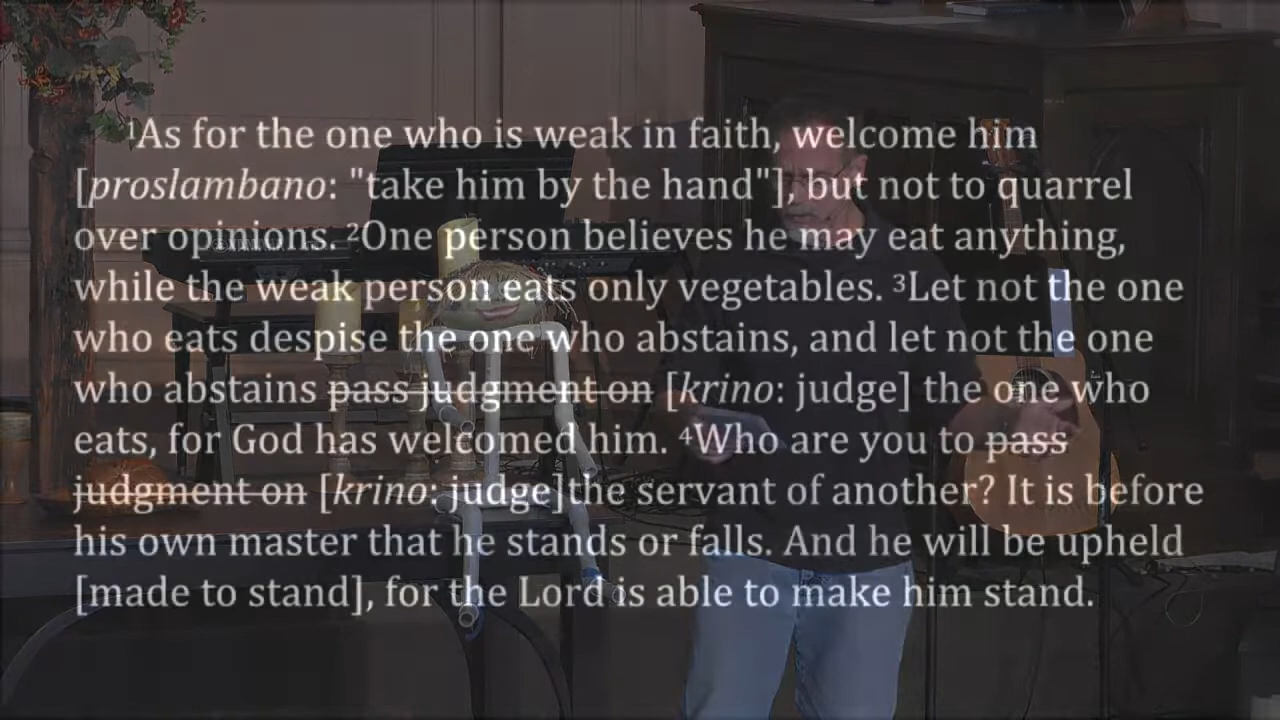 ¹As for the one who is weak in faith, welcome him
[proslambano: "take him by the hand"], but not to quarrel
over opinions. ²One person believes he may eat anything,
while the weak person eats only vegetables. ³Let not the one
who eats despise the one who abstains, and let not the one
who abstains pass judgment on [krino: judge] the one who
eats, for God has welcomed him. ⁴Who are you to pass
judgment on [krino: judge]the servant of another? It is before
his own master that he stands or falls. And he will be upheld
[made to stand], for the Lord is able to make him stand.